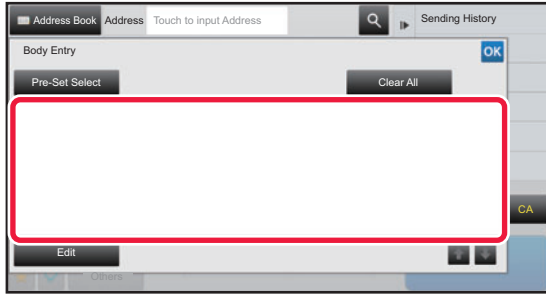 Address Book Address Touch to input Address Sending History
Body Entry OK
Pre-Set Select Clear All
CA
Edit
Others